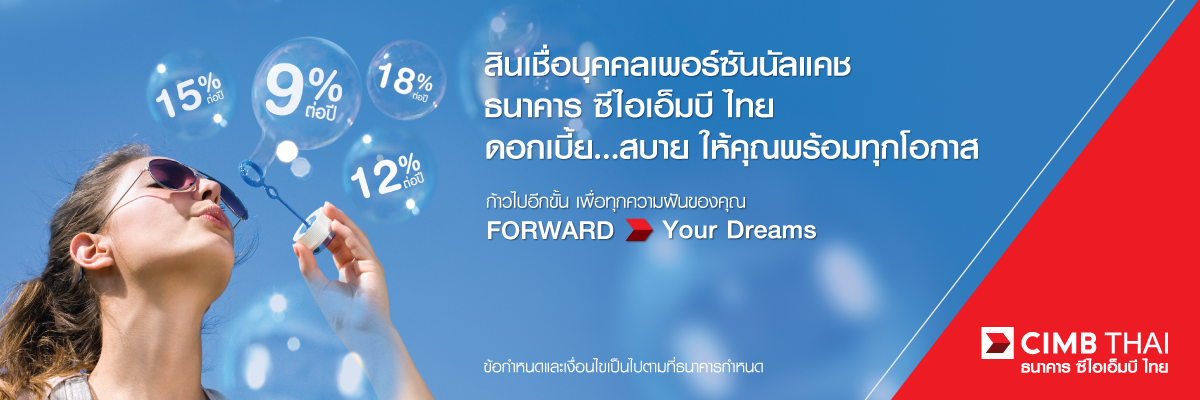 15% ต่อปี
9% ต่อปี
18% ต่อปี
12% ต่อปี
สินเชื่อบุคคลเพอร์ซันนัลแคช
ธนาคาร ซีไอเอ็มบี ไทย
ดอกเบี้ย...สบาย ให้คุณพร้อมทุกโอกาส
ก้าวไปอีกขั้น เพื่อทุกความฝันของคุณ
FORWARD Your Dreams
ข้อกำหนดและเงื่อนไขเป็นไปตามที่ธนาคารกำหนด
CIMB THAI
ธนาคาร ซีไอเอ็มบี ไทย